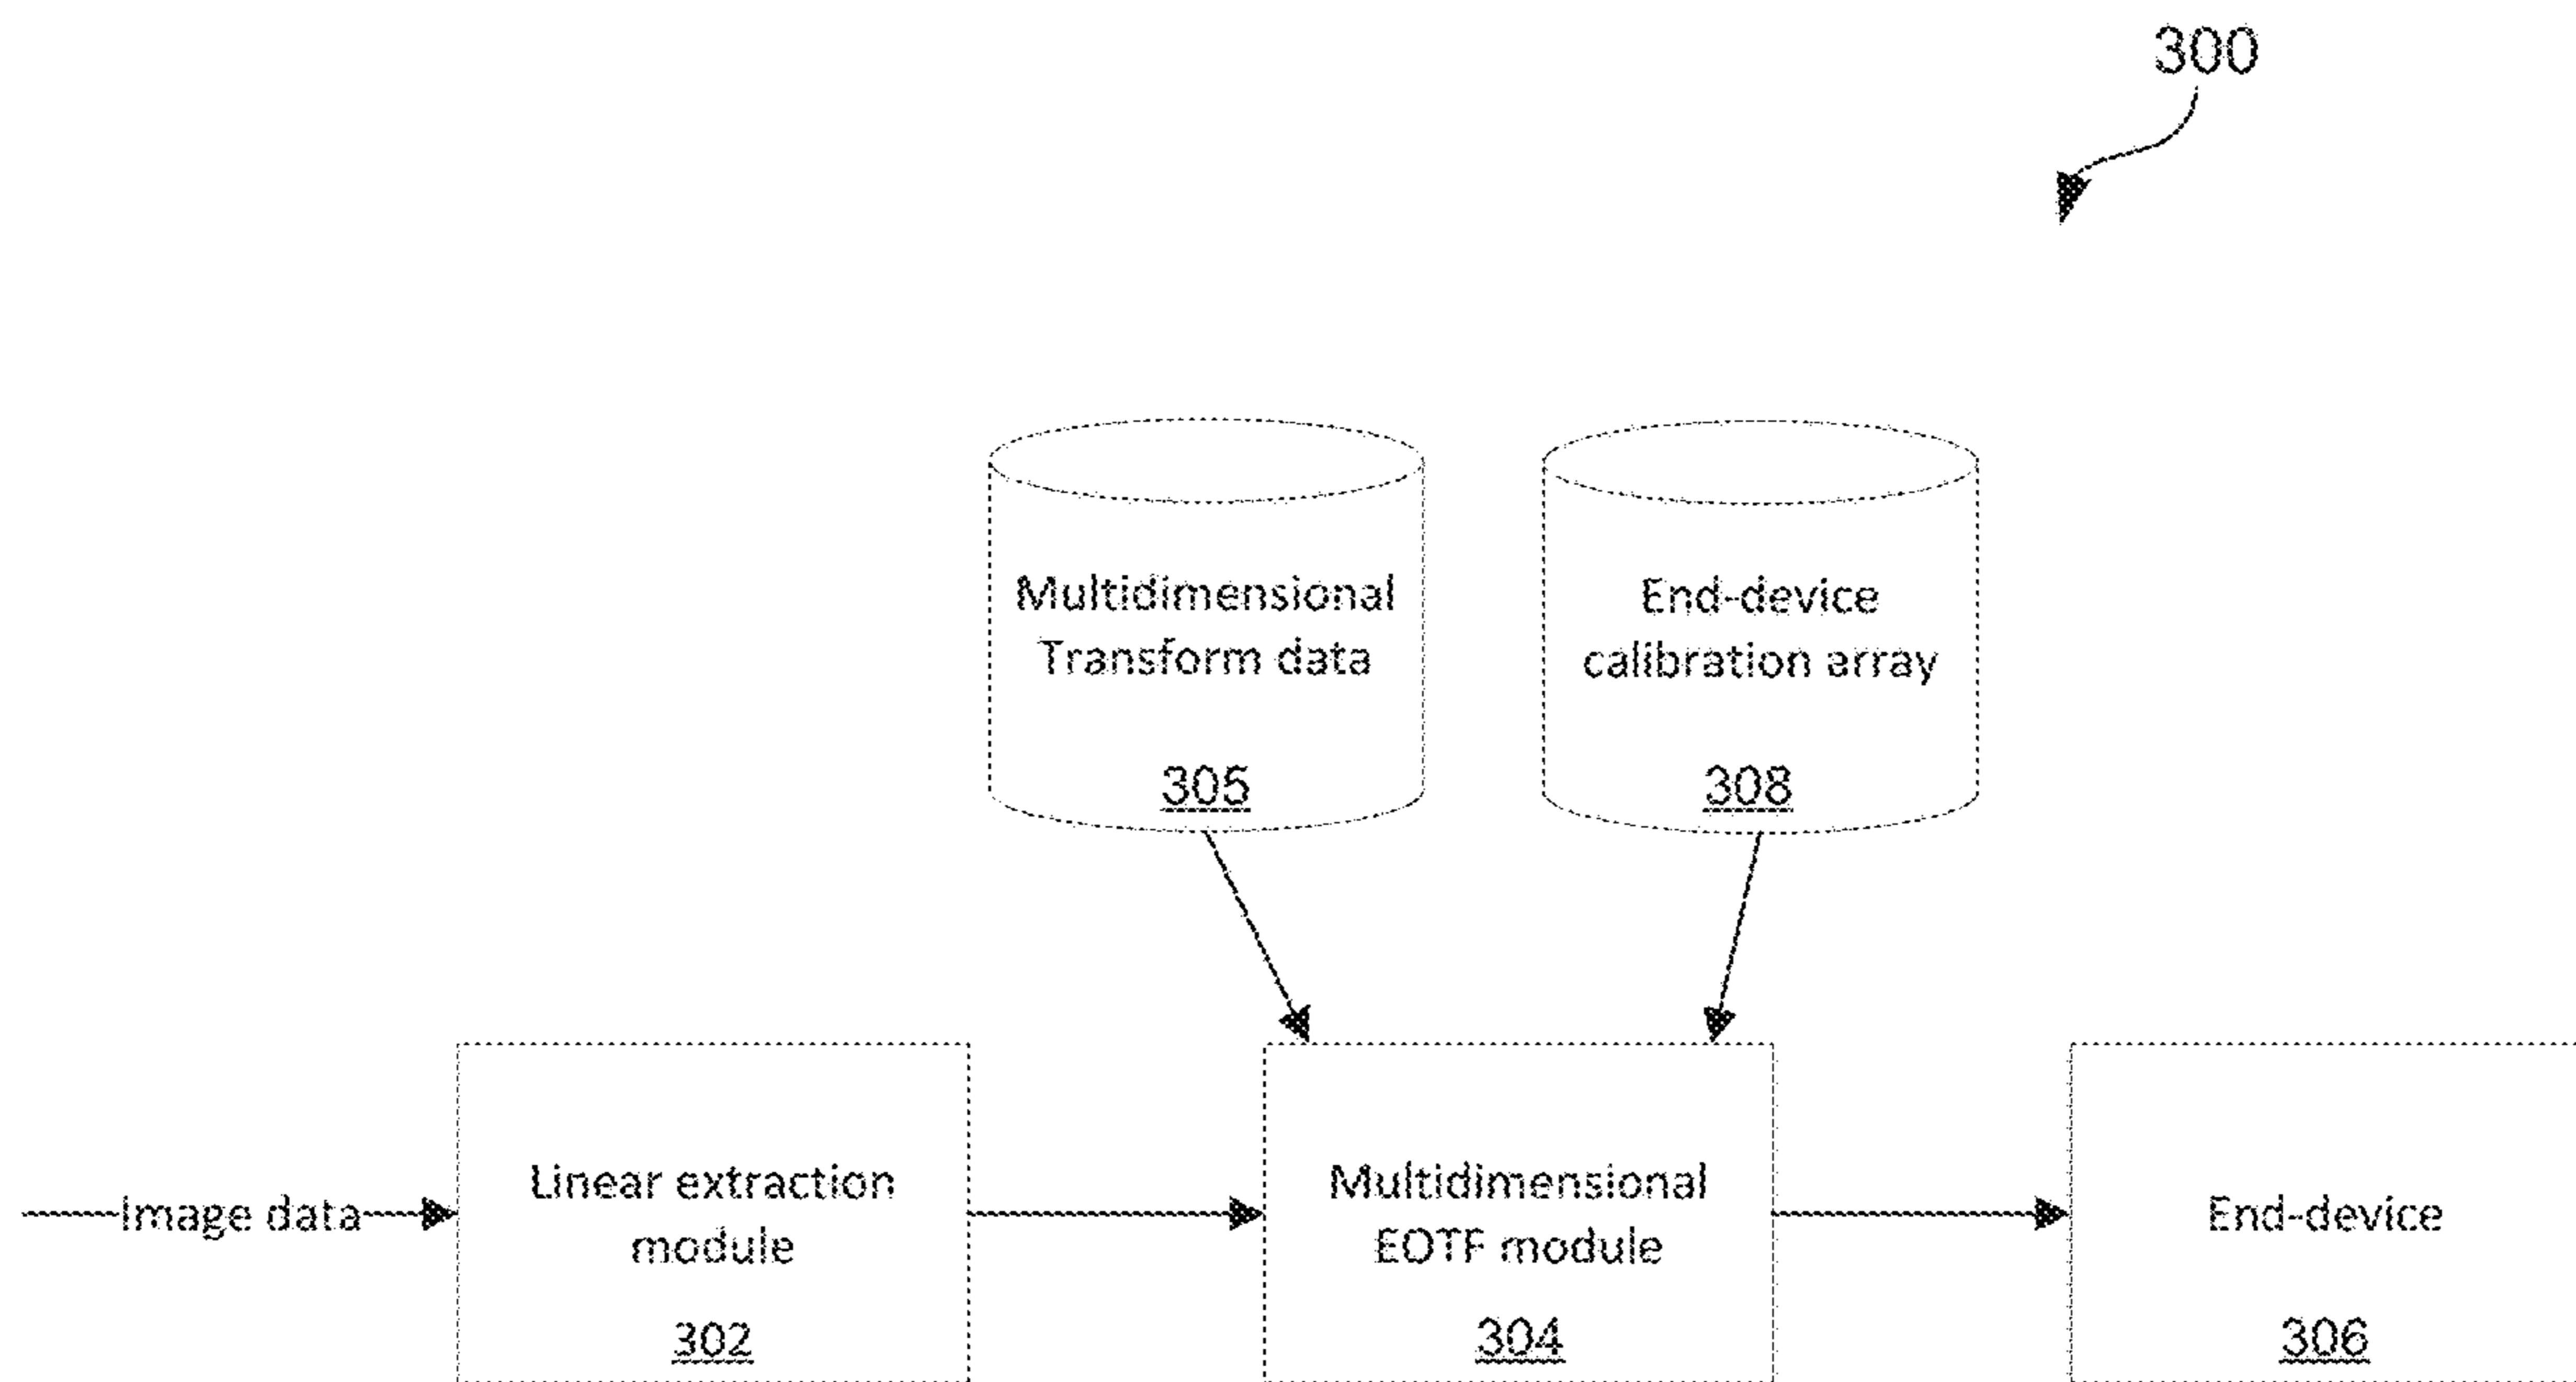 300
Multidimensional
Transform data
305
End-device
calibration array
308
Image data
Linear extraction
module
302
Multidimensional
EOTF module
304
End-device
306